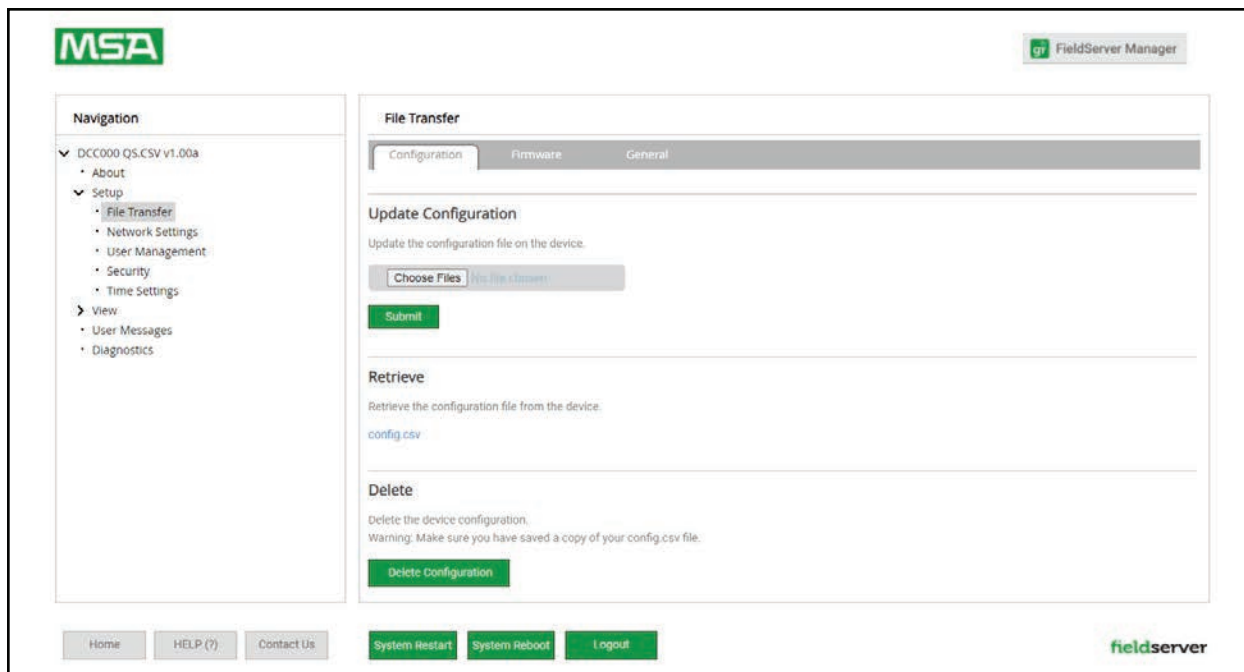 MSA
gr FieldServer Manager
Navigation
DCC000 QS.CSV v1.00a
About
Setup
File Transfer
Network Settings
User Management
Security
Time Settings
View
User Messages
Diagnostics
File Transfer
Configuration Firmware General
Update Configuration
Update the configuration file on the device.
Choose Files No file chosen
Submit
Retrieve
Retrieve the configuration file from the device.
config.csv
Delete
Delete the device configuration.
Warning: Make sure you have saved a copy of your config.csv file.
Delete Configuration
Home HELP (?) Contact Us System Restart System Reboot Logout
fieldserver